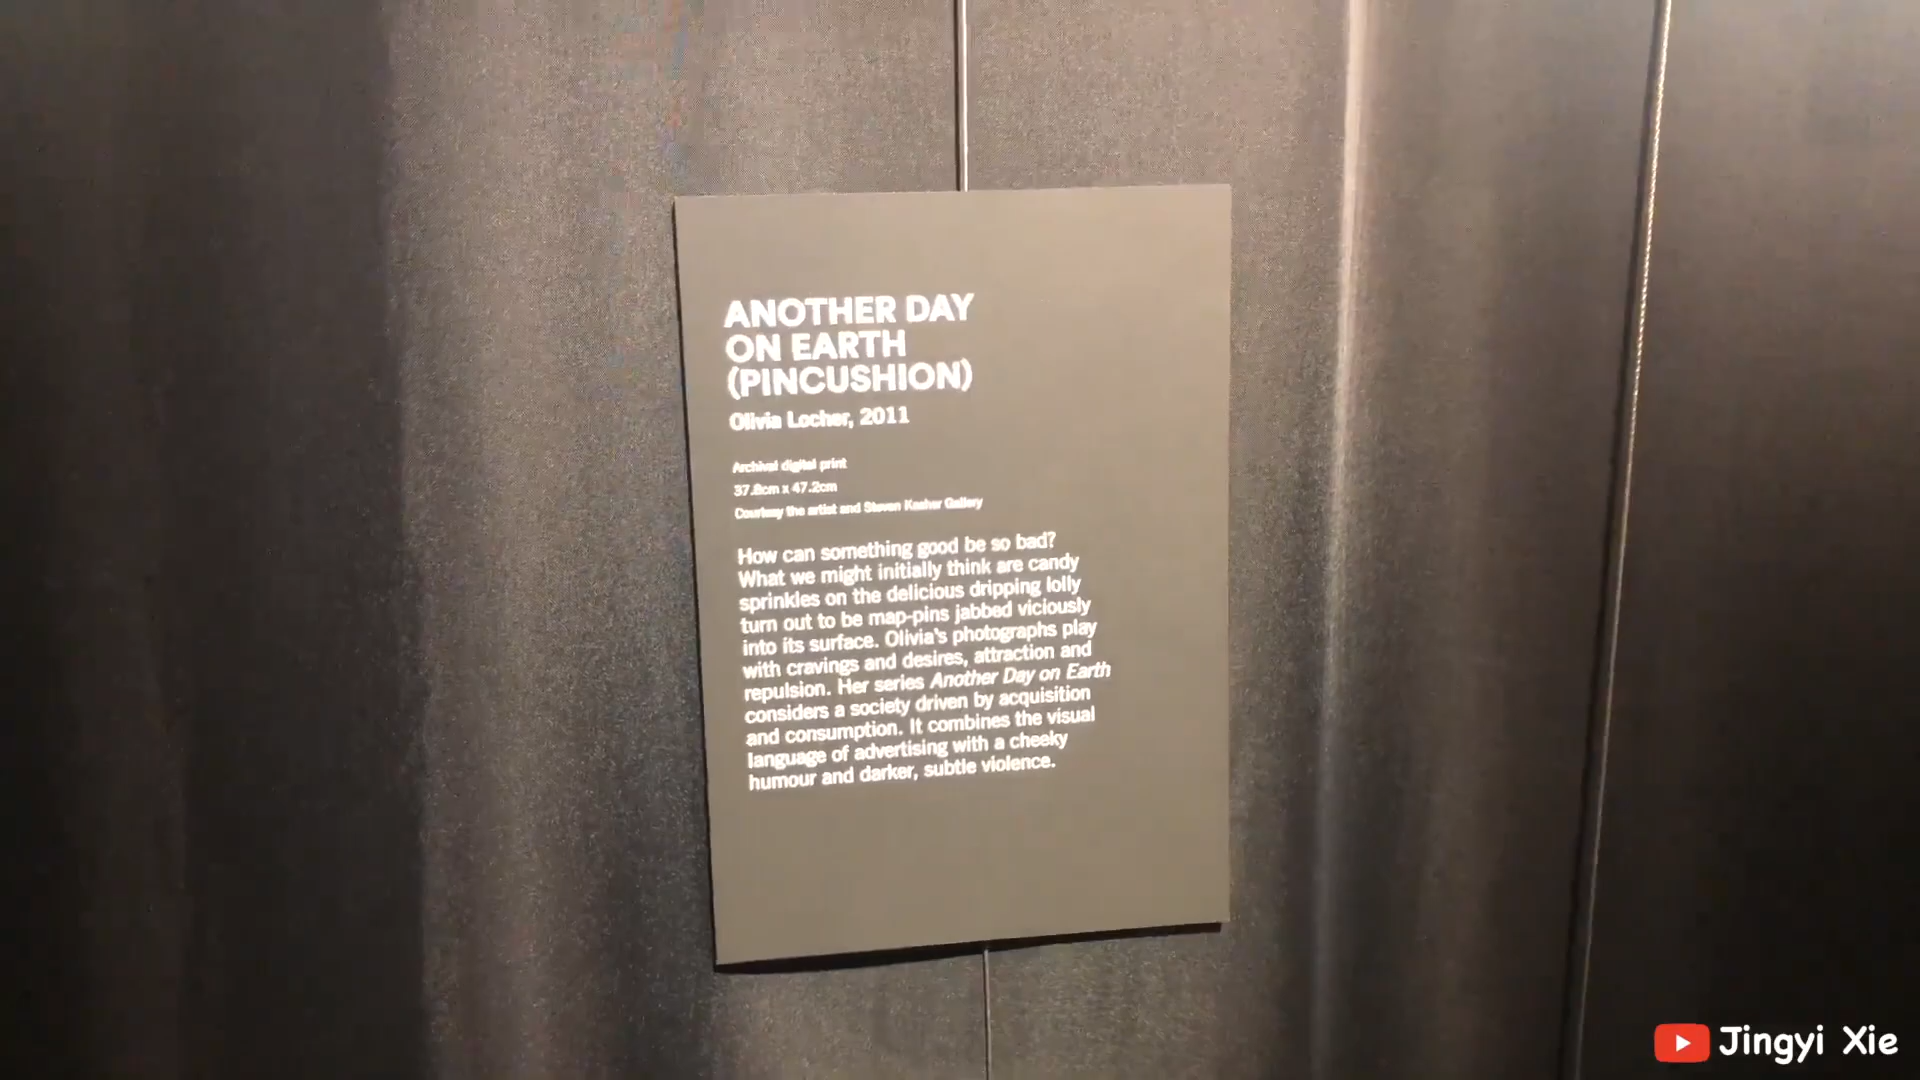 ANOTHER DAY
ON EARTH
(PINCUSHION)
Olivia Locher, 2011
Archival digital print
37.8cm x 47.2cm
Courtesy the artist and Steven Kasher Gallery
How can something good be so bad?
What we might initially think are candy
sprinkles on the delicious dripping lolly
turn out to be map-pins jabbed viciously
into its surface. Olivia's photographs play
with cravings and desires, attraction and
repulsion. Her series Another Day on Earth
considers a society driven by acquisition
and consumption. It combines the visual
language of advertising with a cheeky
humour and darker, subtle violence.
Jingyi Xie